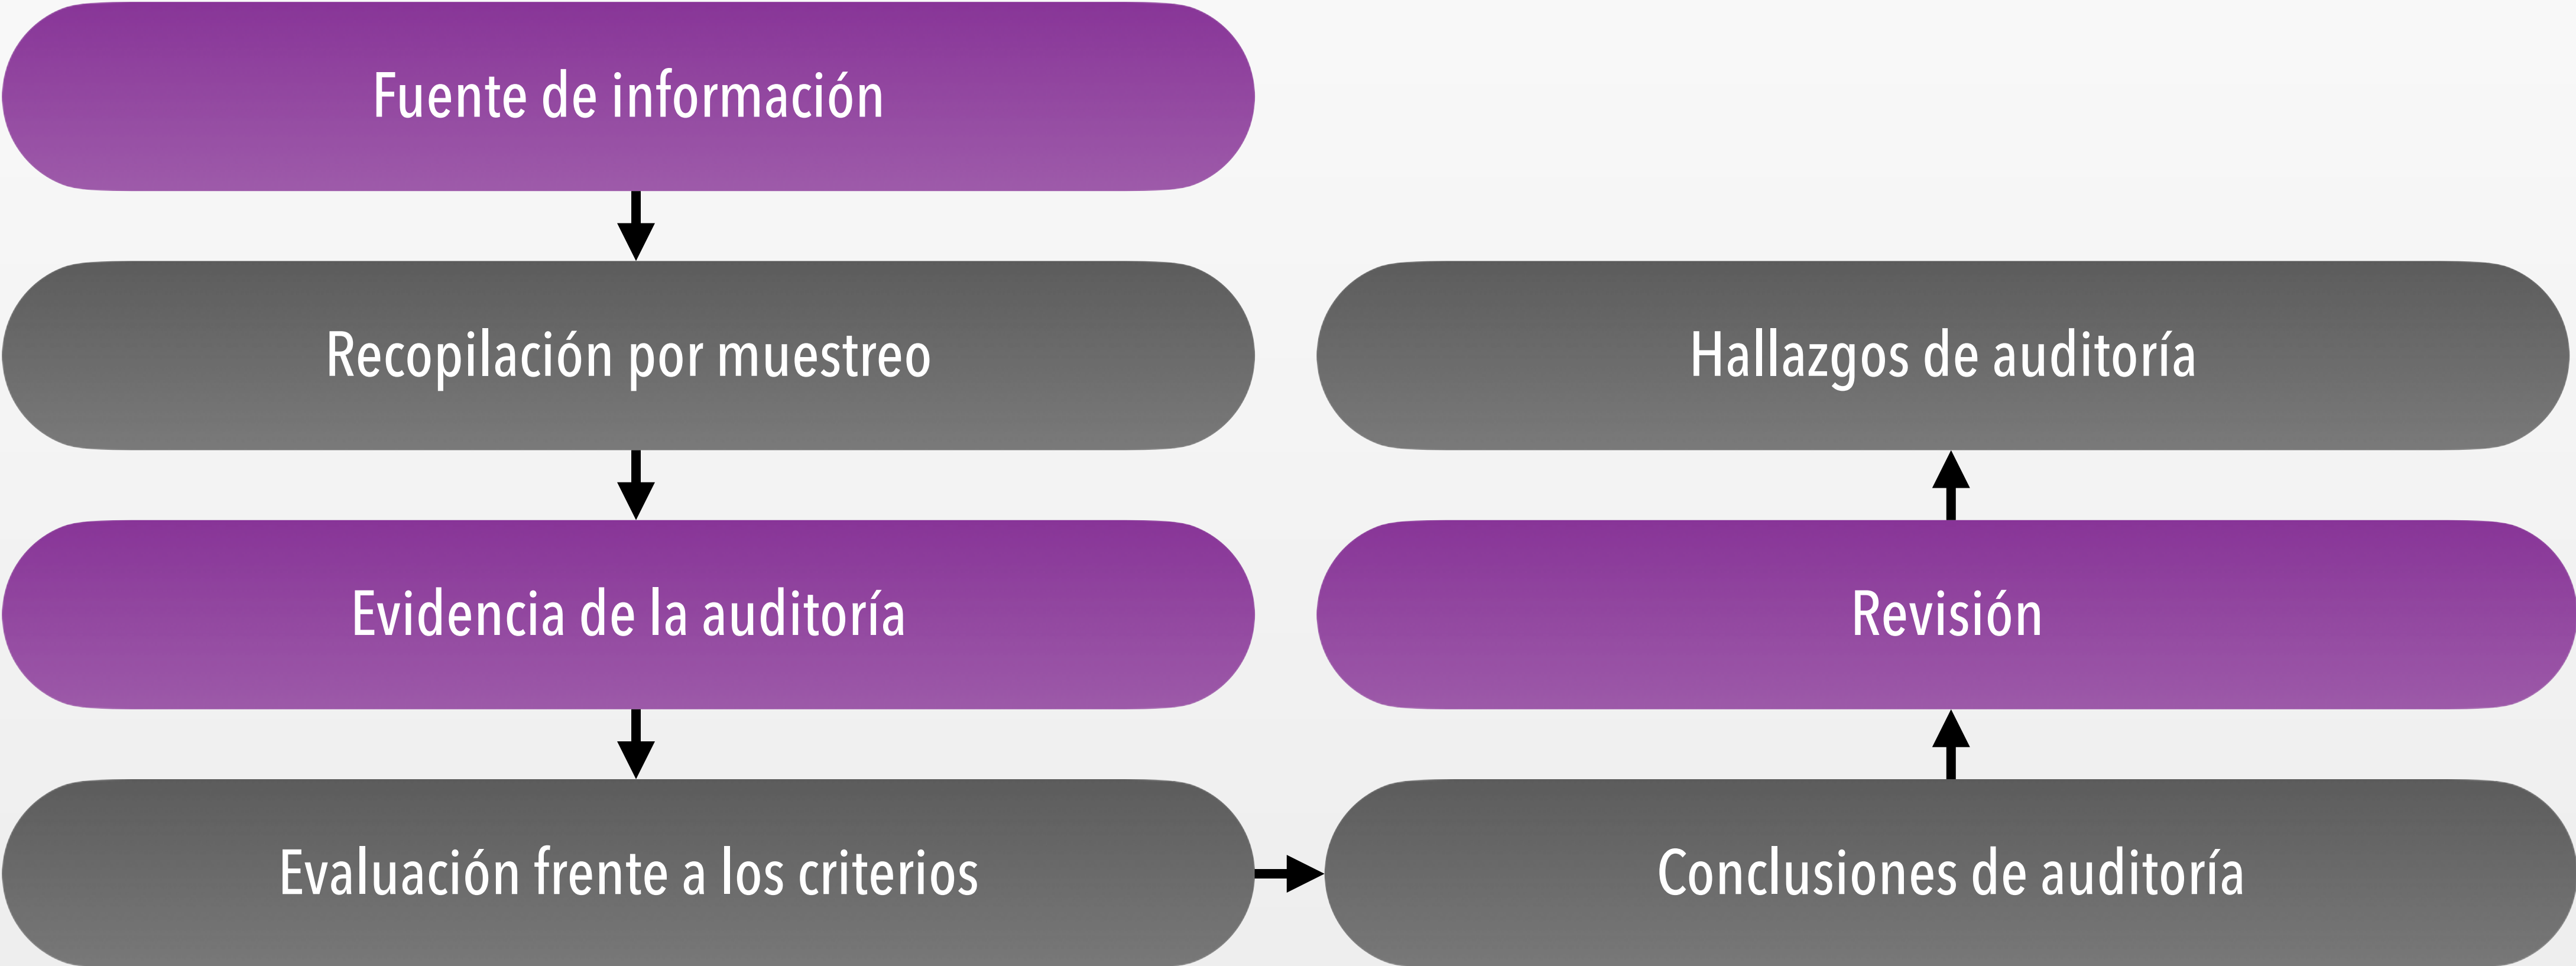 Fuente de información
Recopilación por muestreo
Evidencia de la auditoría
Evaluación frente a los criterios
Conclusiones de auditoría
Revisión
Hallazgos de auditoría